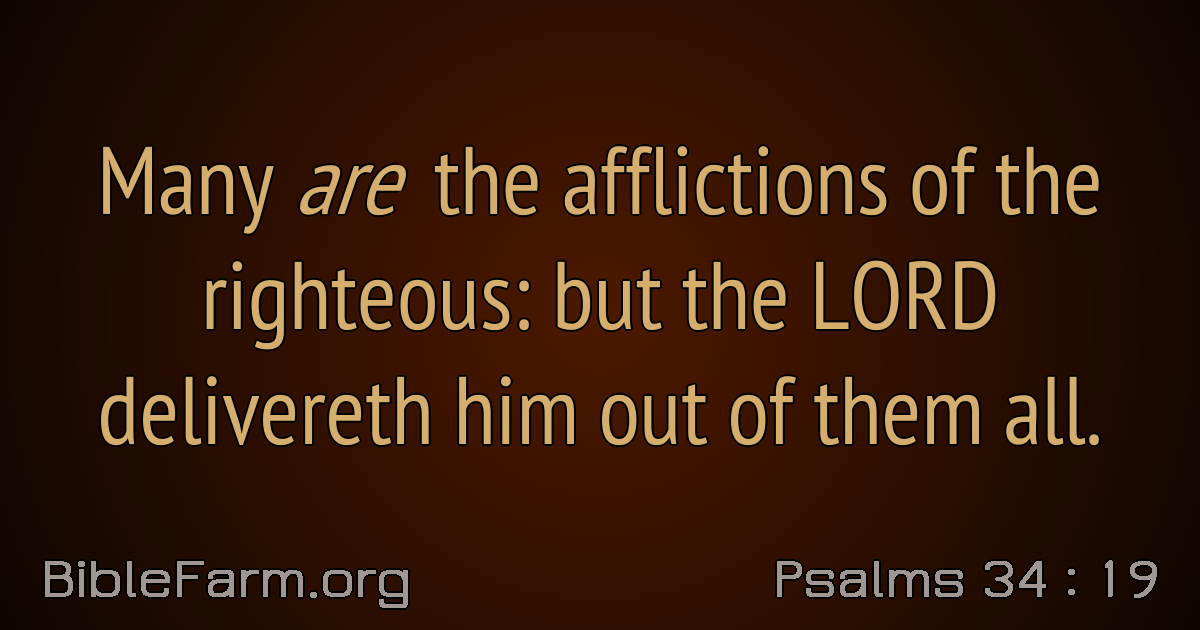 Many are the afflictions of the
righteous: but the LORD
delivereth him out of them all.
BibleFarm.org
Psalms 34 : 19